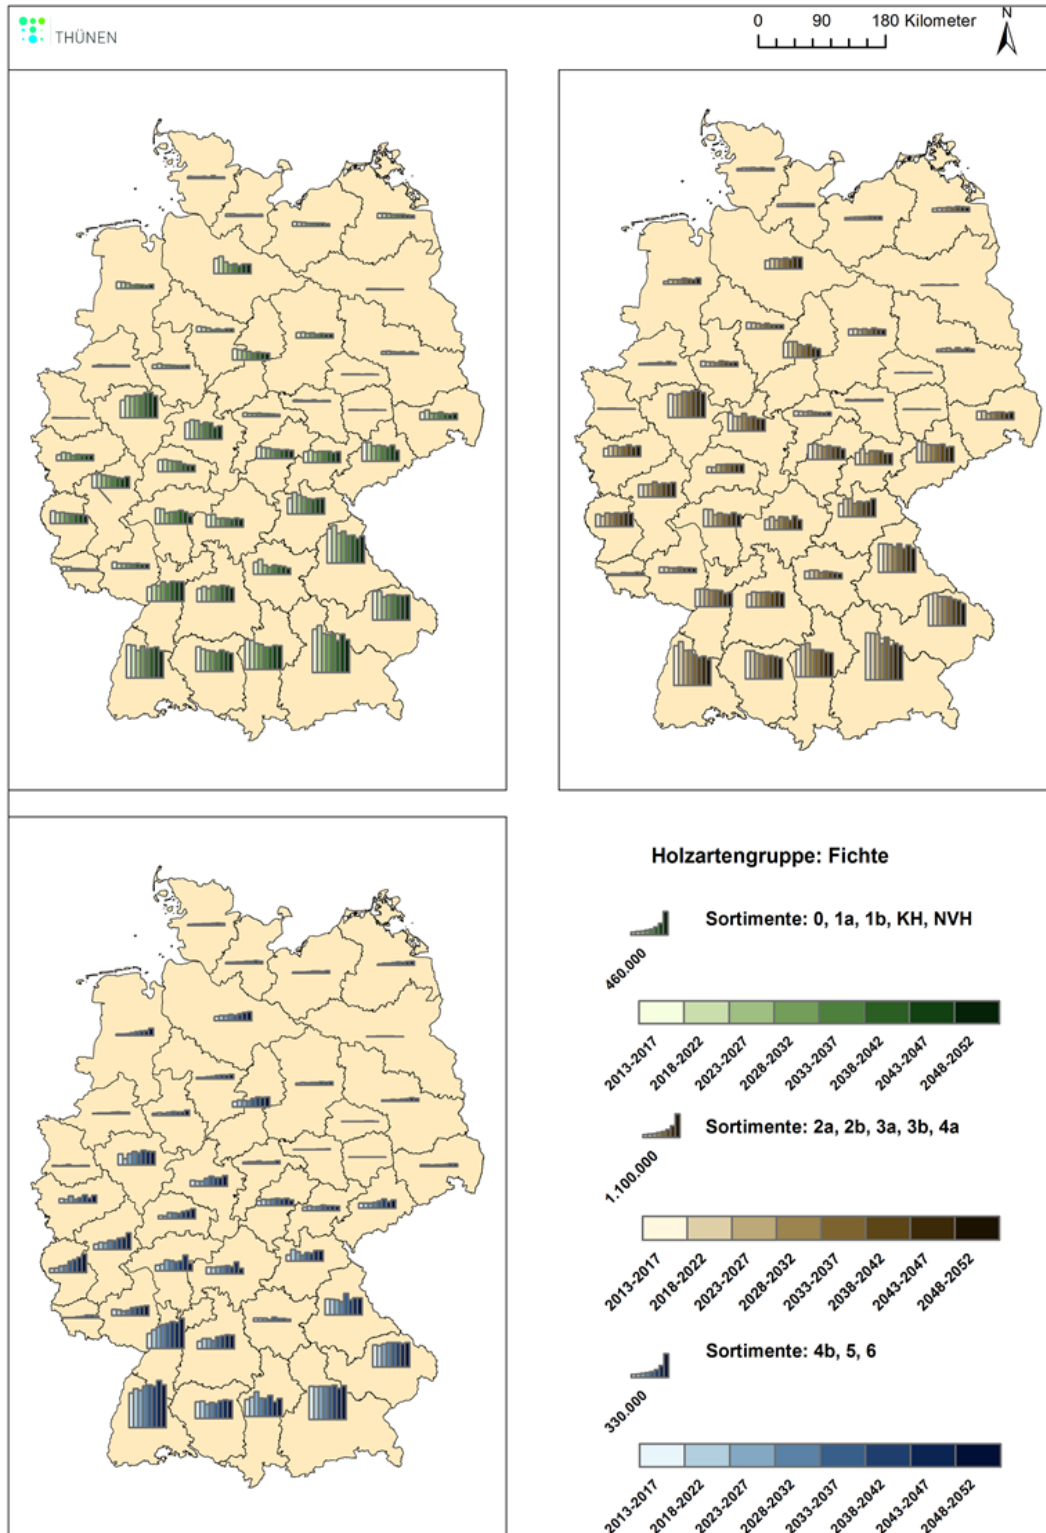 THÜNEN
0 90 180 Kilometer
N
Holzartengruppe: Fichte
Sortimente: 0, 1a, 1b, KH, NVH
460.000
2013-2017 2018-2022 2023-2027 2028-2032 2033-2037 2038-2042 2043-2047 2048-2052
Sortimente: 2a, 2b, 3a, 3b, 4a
1.100.000
2013-2017 2018-2022 2023-2027 2028-2032 2033-2037 2038-2042 2043-2047 2048-2052
Sortimente: 4b, 5, 6
330.000
2013-2017 2018-2022 2023-2027 2028-2032 2033-2037 2038-2042 2043-2047 2048-2052